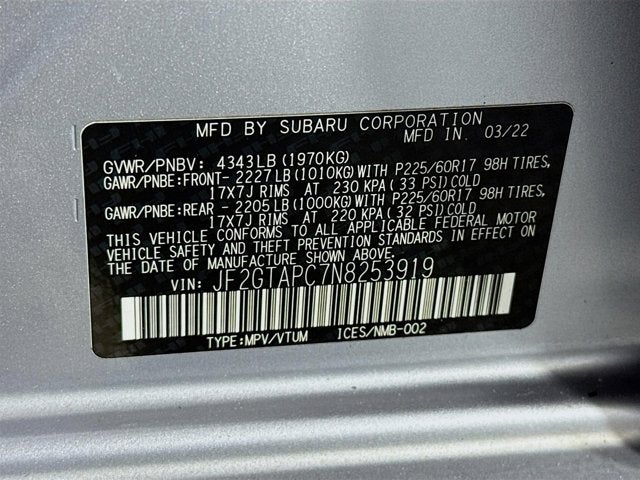 MFD BY SUBARU CORPORATION
MFD IN. 03/22
GVWR/PNBV: 4343LB (1970KG)
GAWR/PNBE:FRONT- 2227LB (1010KG) WITH P225/60R17 98H TIRES,
17X7J RIMS AT 230 KPA (33 PSI) COLD
GAWR/PNBE:REAR - 2205LB (1000KG) WITH P225/60R17 98H TIRES,
17X7J RIMS AT 220 KPA (32 PSI) COLD
THIS VEHICLE CONFORMS TO ALL APPLICABLE FEDERAL MOTOR
VEHICLE SAFETY AND THEFT PREVENTION STANDARDS IN EFFECT ON
THE DATE OF MANUFACTURE SHOWN ABOVE.
VIN: JF2GTAPC7N8253919
TYPE:MPV/VTUM ICES/NMB-002